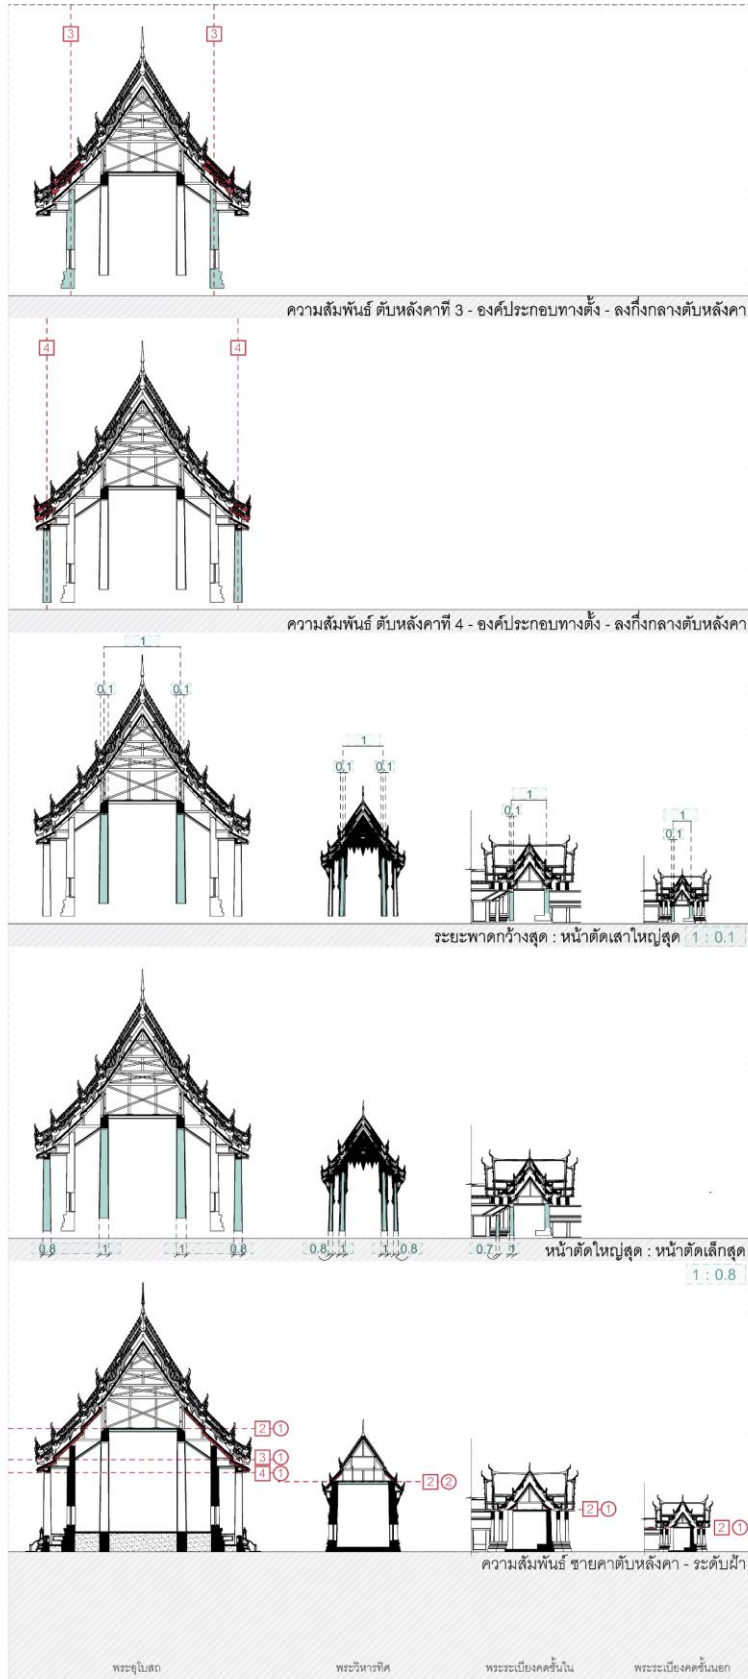 3 3
ความสัมพันธ์ ตับหลังคาที่ 3 - องค์ประกอบทางตั้ง - ลงกึ่งกลางตับหลังคา
4 4
ความสัมพันธ์ ตับหลังคาที่ 4 - องค์ประกอบทางตั้ง - ลงกึ่งกลางตับหลังคา
1
0.1 0.1
1
0.1 0.1
1
0.1
1
0.1
ระยะพาดกว้างสุด : หน้าตัดเสาใหญ่สุด 1 : 0.1
0.8 1 1 0.8 0.8 1 1 0.8 0.7 1 หน้าตัดใหญ่สุด : หน้าตัดเล็กสุด
1 : 0.8
2 1
3 1
4 1
2 2
2 1
2 1
ความสัมพันธ์ ชายคาตับหลังคา - ระดับฝ้า
พระอุโบสถ พระวิหารทิศ พระระเบียงคดชั้นใน พระระเบียงคดชั้นนอก